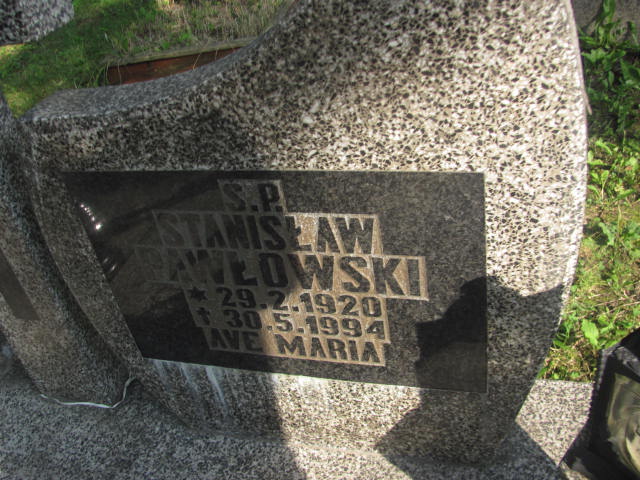 S.P.
STANISŁAW
PAWŁOWSKI
* 29.2.1920
† 30.5.1994
AVE MARIA